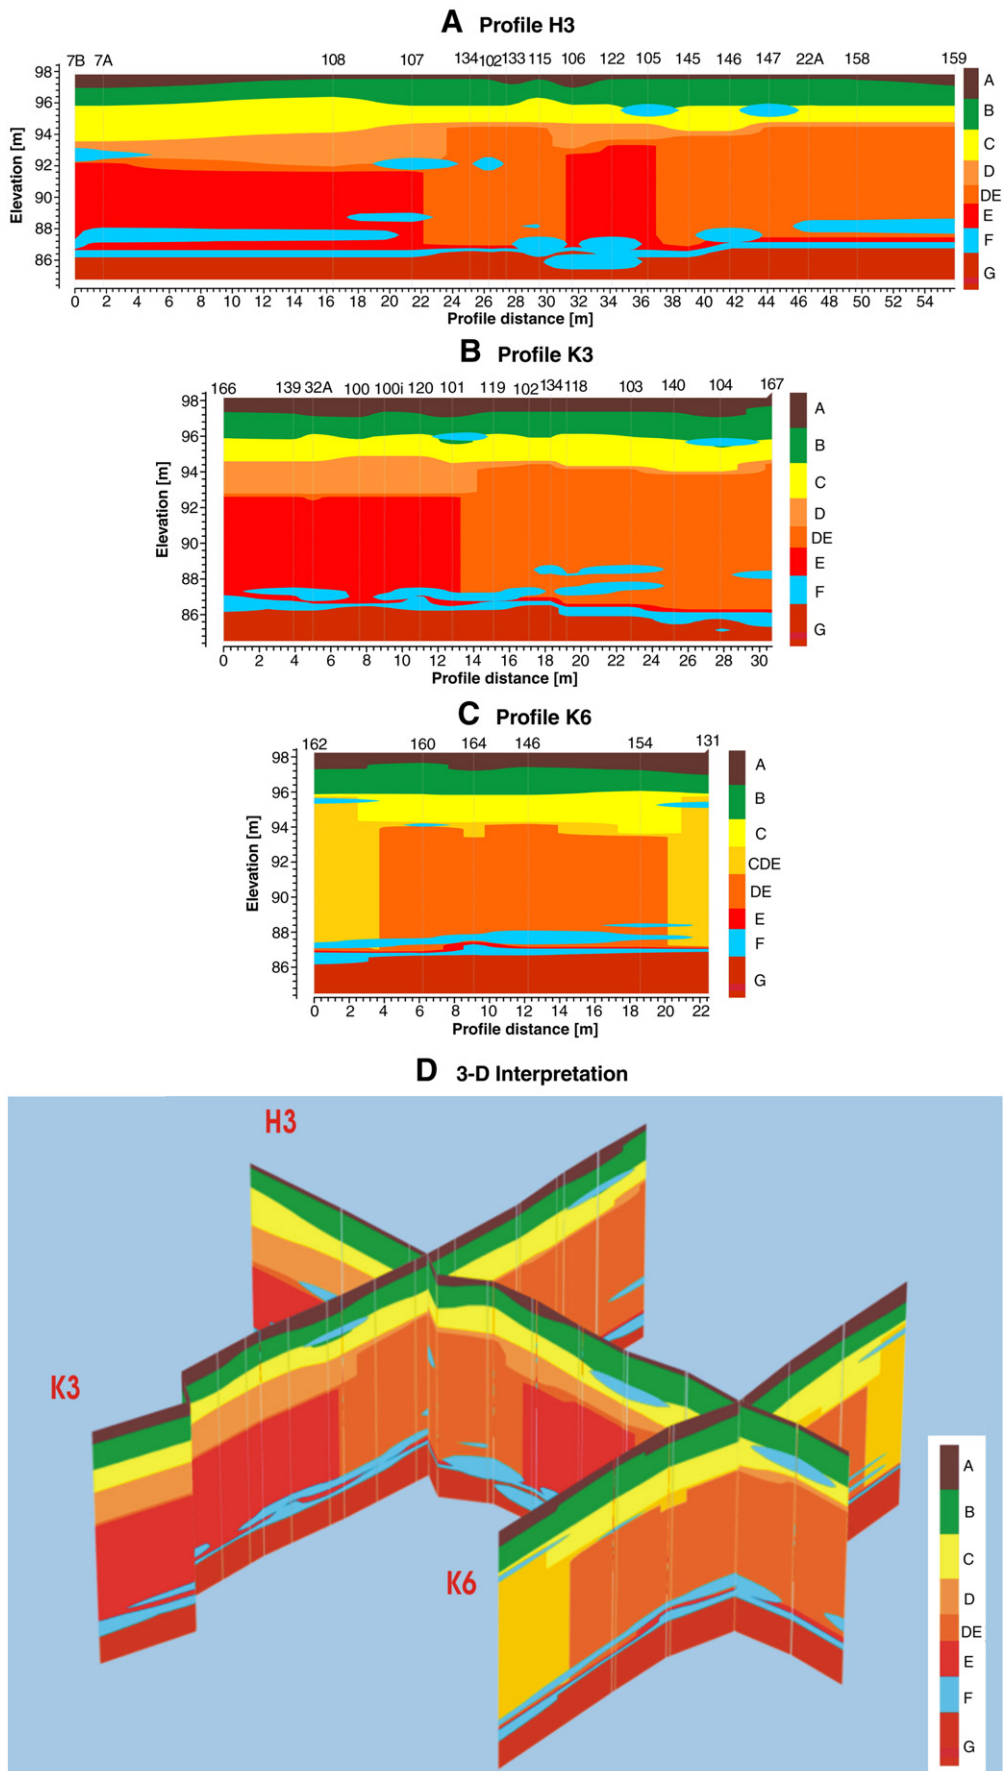 A Profile H3
7B 7A 108 107 134 102 133 115 106 122 105 145 146 147 22A 158 159
98
96
94
92
90
88
86
Elevation [m]
A
B
C
D
DE
E
F
G
0 2 4 6 8 10 12 14 16 18 20 22 24 26 28 30 32 34 36 38 40 42 44 46 48 50 52 54
Profile distance [m]
B Profile K3
166 139 32A 100 100i 120 101 119 102 134 118 103 140 104 167
98
96
94
92
90
88
86
Elevation [m]
A
B
C
D
DE
E
F
G
0 2 4 6 8 10 12 14 16 18 20 22 24 26 28 30
Profile distance [m]
C Profile K6
162 160 164 146 154 131
98
96
94
92
90
88
86
Elevation [m]
A
B
C
CDE
DE
E
F
G
0 2 4 6 8 10 12 14 16 18 20 22
Profile distance [m]
D 3-D Interpretation
H3
K3
K6
A
B
C
D
DE
E
F
G